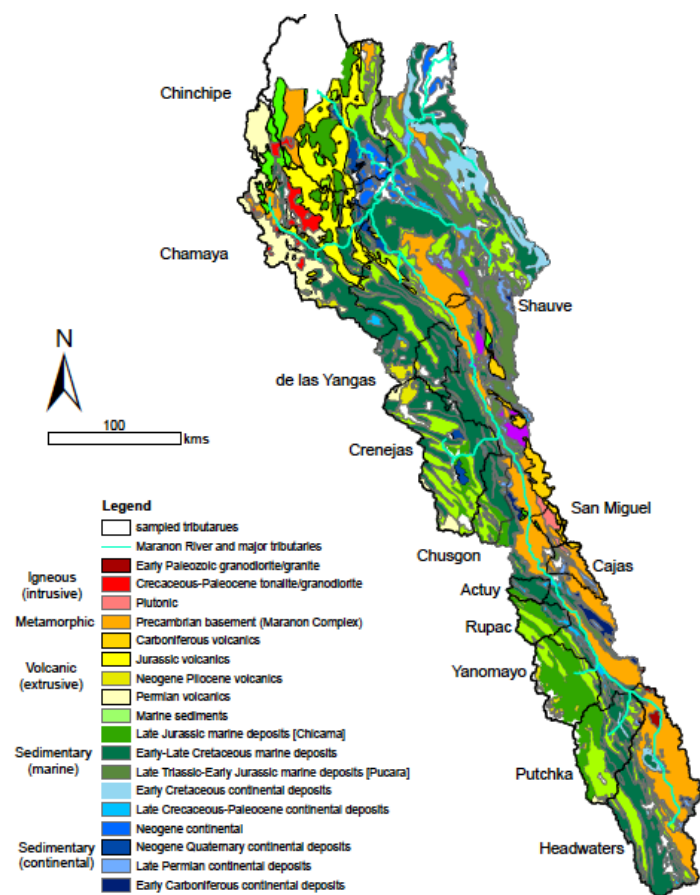 Chinchipe
Chamaya
Shauve
N
de las Yangas
100
kms
Crenejas
San Miguel
Chusgon
Cajas
Actuy
Rupac
Yanomayo
Putchka
Headwaters
Legend
sampled tributarues
Maranon River and major tributaries
Igneous
(intrusive)
Early Paleozoic granodiorite/granite
Crecaceous-Paleocene tonalite/granodiorite
Plutonic
Metamorphic
Precambrian basement (Maranon Complex)
Volcanic
(extrusive)
Carboniferous volcanics
Jurassic volcanics
Neogene Pliocene volcanics
Permian volcanics
Sedimentary
(marine)
Marine sediments
Late Jurassic marine deposits [Chicama]
Early-Late Cretaceous marine deposits
Late Triassic-Early Jurassic marine deposits [Pucara]
Sedimentary
(continental)
Early Cretaceous continental deposits
Late Crecaceous-Paleocene continental deposits
Neogene continental
Neogene Quaternary continental deposits
Late Permian continental deposits
Early Carboniferous continental deposits